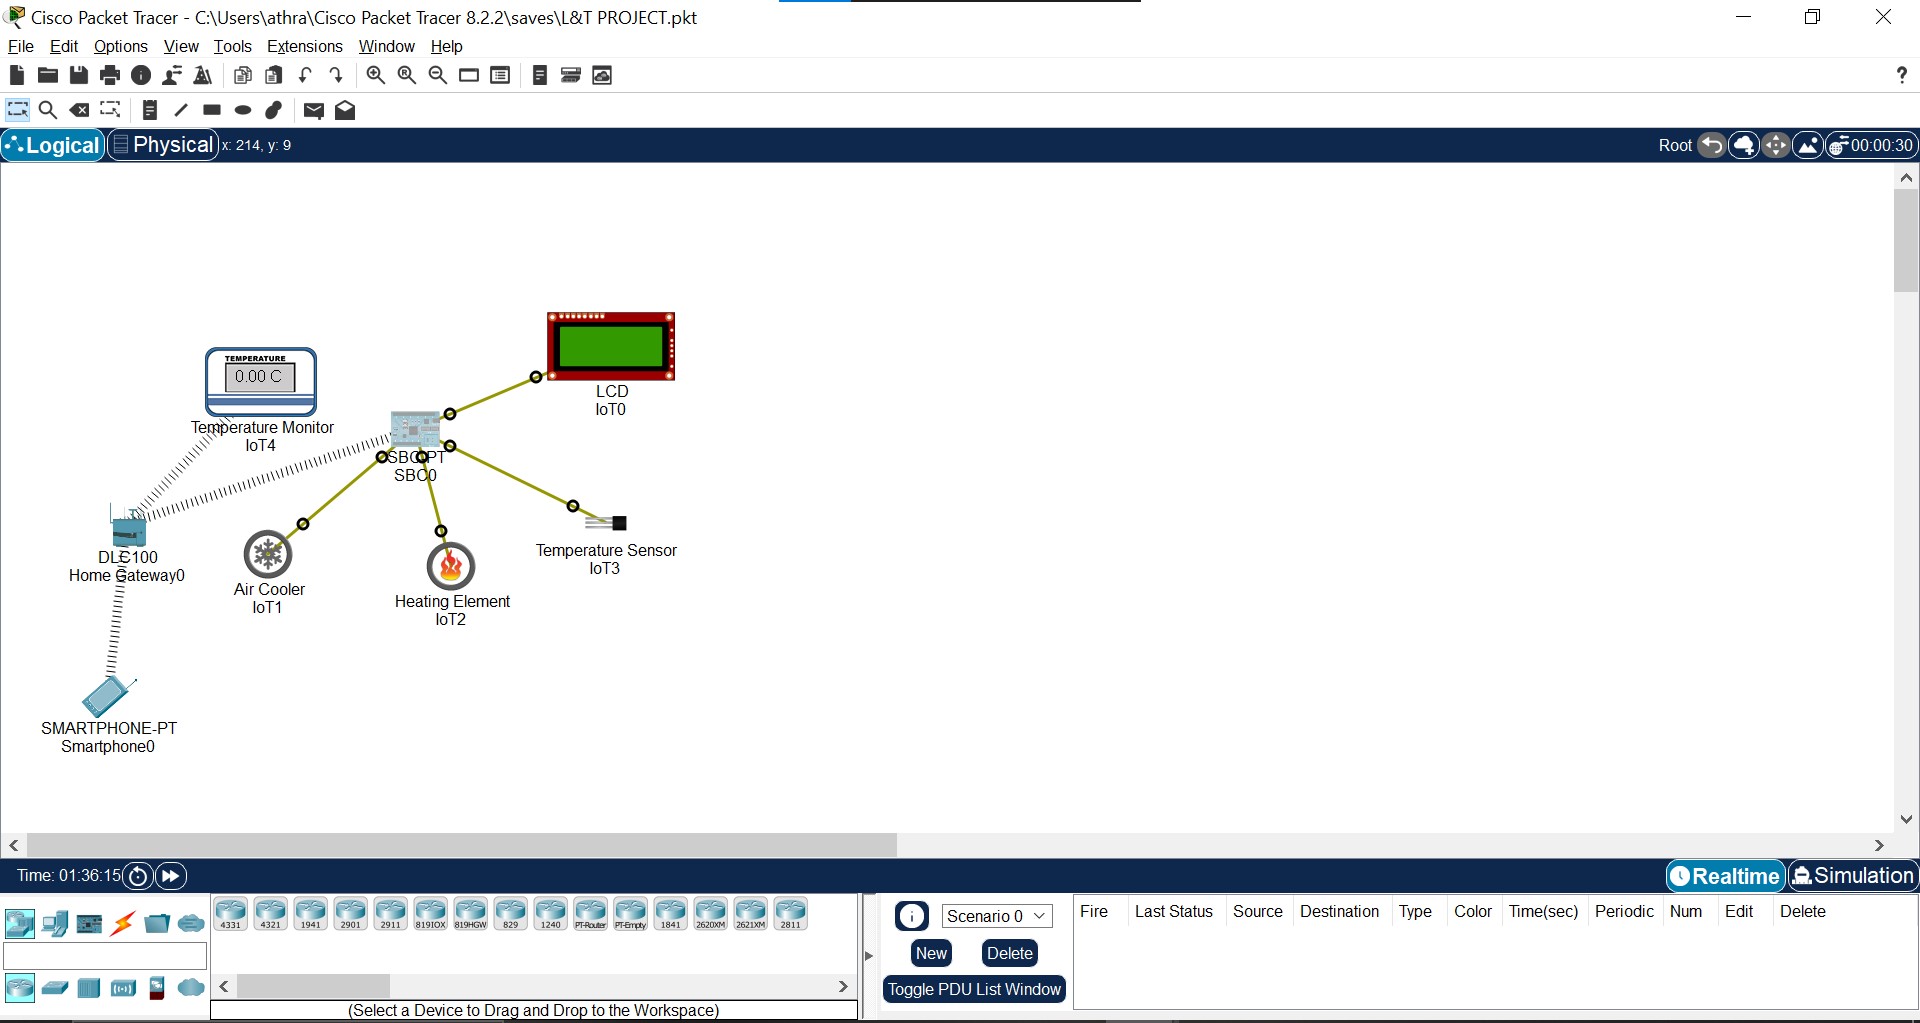 Cisco Packet Tracer - C:\Users\athra\Cisco Packet Tracer 8.2.2\saves\L&T PROJECT.pkt
File Edit Options View Tools Extensions Window Help
?
Logical Physical x: 214, y: 9 Root 00:00:30
TEMPERATURE
0.00 C
Temperature Monitor
IoT4
LCD
IoT0
SBC-PT
SBC0
DLC100
Home Gateway0
Air Cooler
IoT1
Heating Element
IoT2
Temperature Sensor
IoT3
SMARTPHONE-PT
Smartphone0
Time: 01:36:15 Realtime Simulation
4331 4321 1941 2901 2911 819IOX 819HGW 829 1240 PT-Router PT-Empty 1841 2620XM 2621XM 2811
(Select a Device to Drag and Drop to the Workspace)
Scenario 0
New Delete
Toggle PDU List Window
Fire Last Status Source Destination Type Color Time(sec) Periodic Num Edit Delete